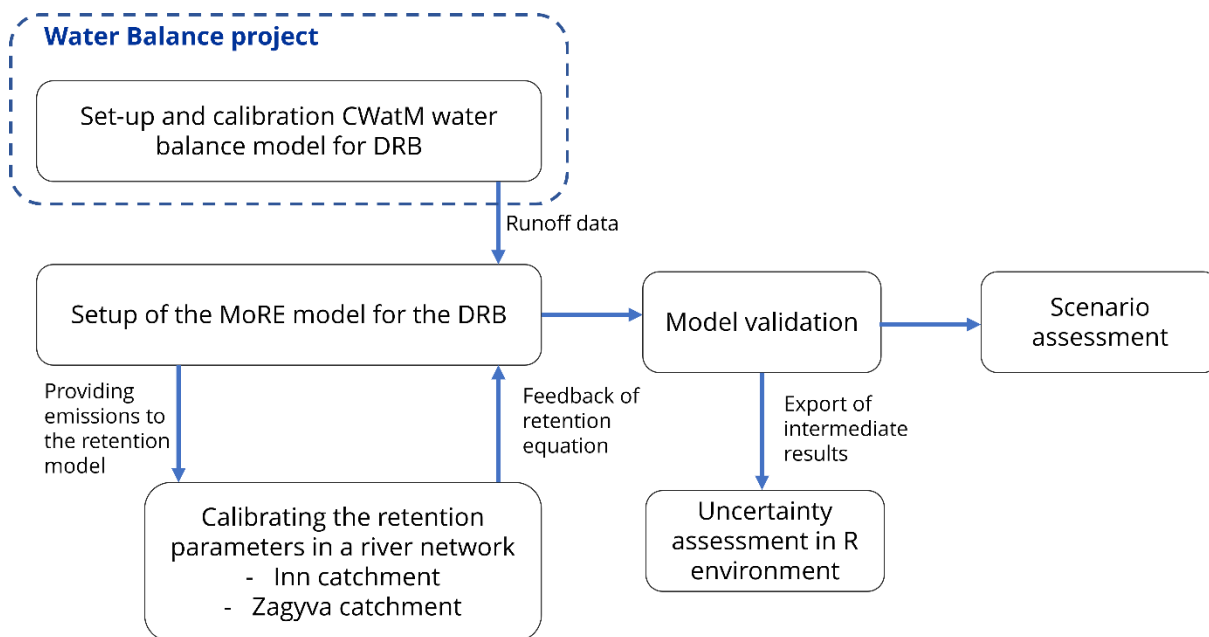 Water Balance project
Set-up and calibration CWatM water
balance model for DRB
Runoff data
Setup of the MoRE model for the DRB
Model validation
Scenario
assessment
Providing
emissions to
the retention
model
Feedback of
retention
equation
Export of
intermediate
results
Calibrating the retention
parameters in a river network
- Inn catchment
- Zagyva catchment
Uncertainty
assessment in R
environment